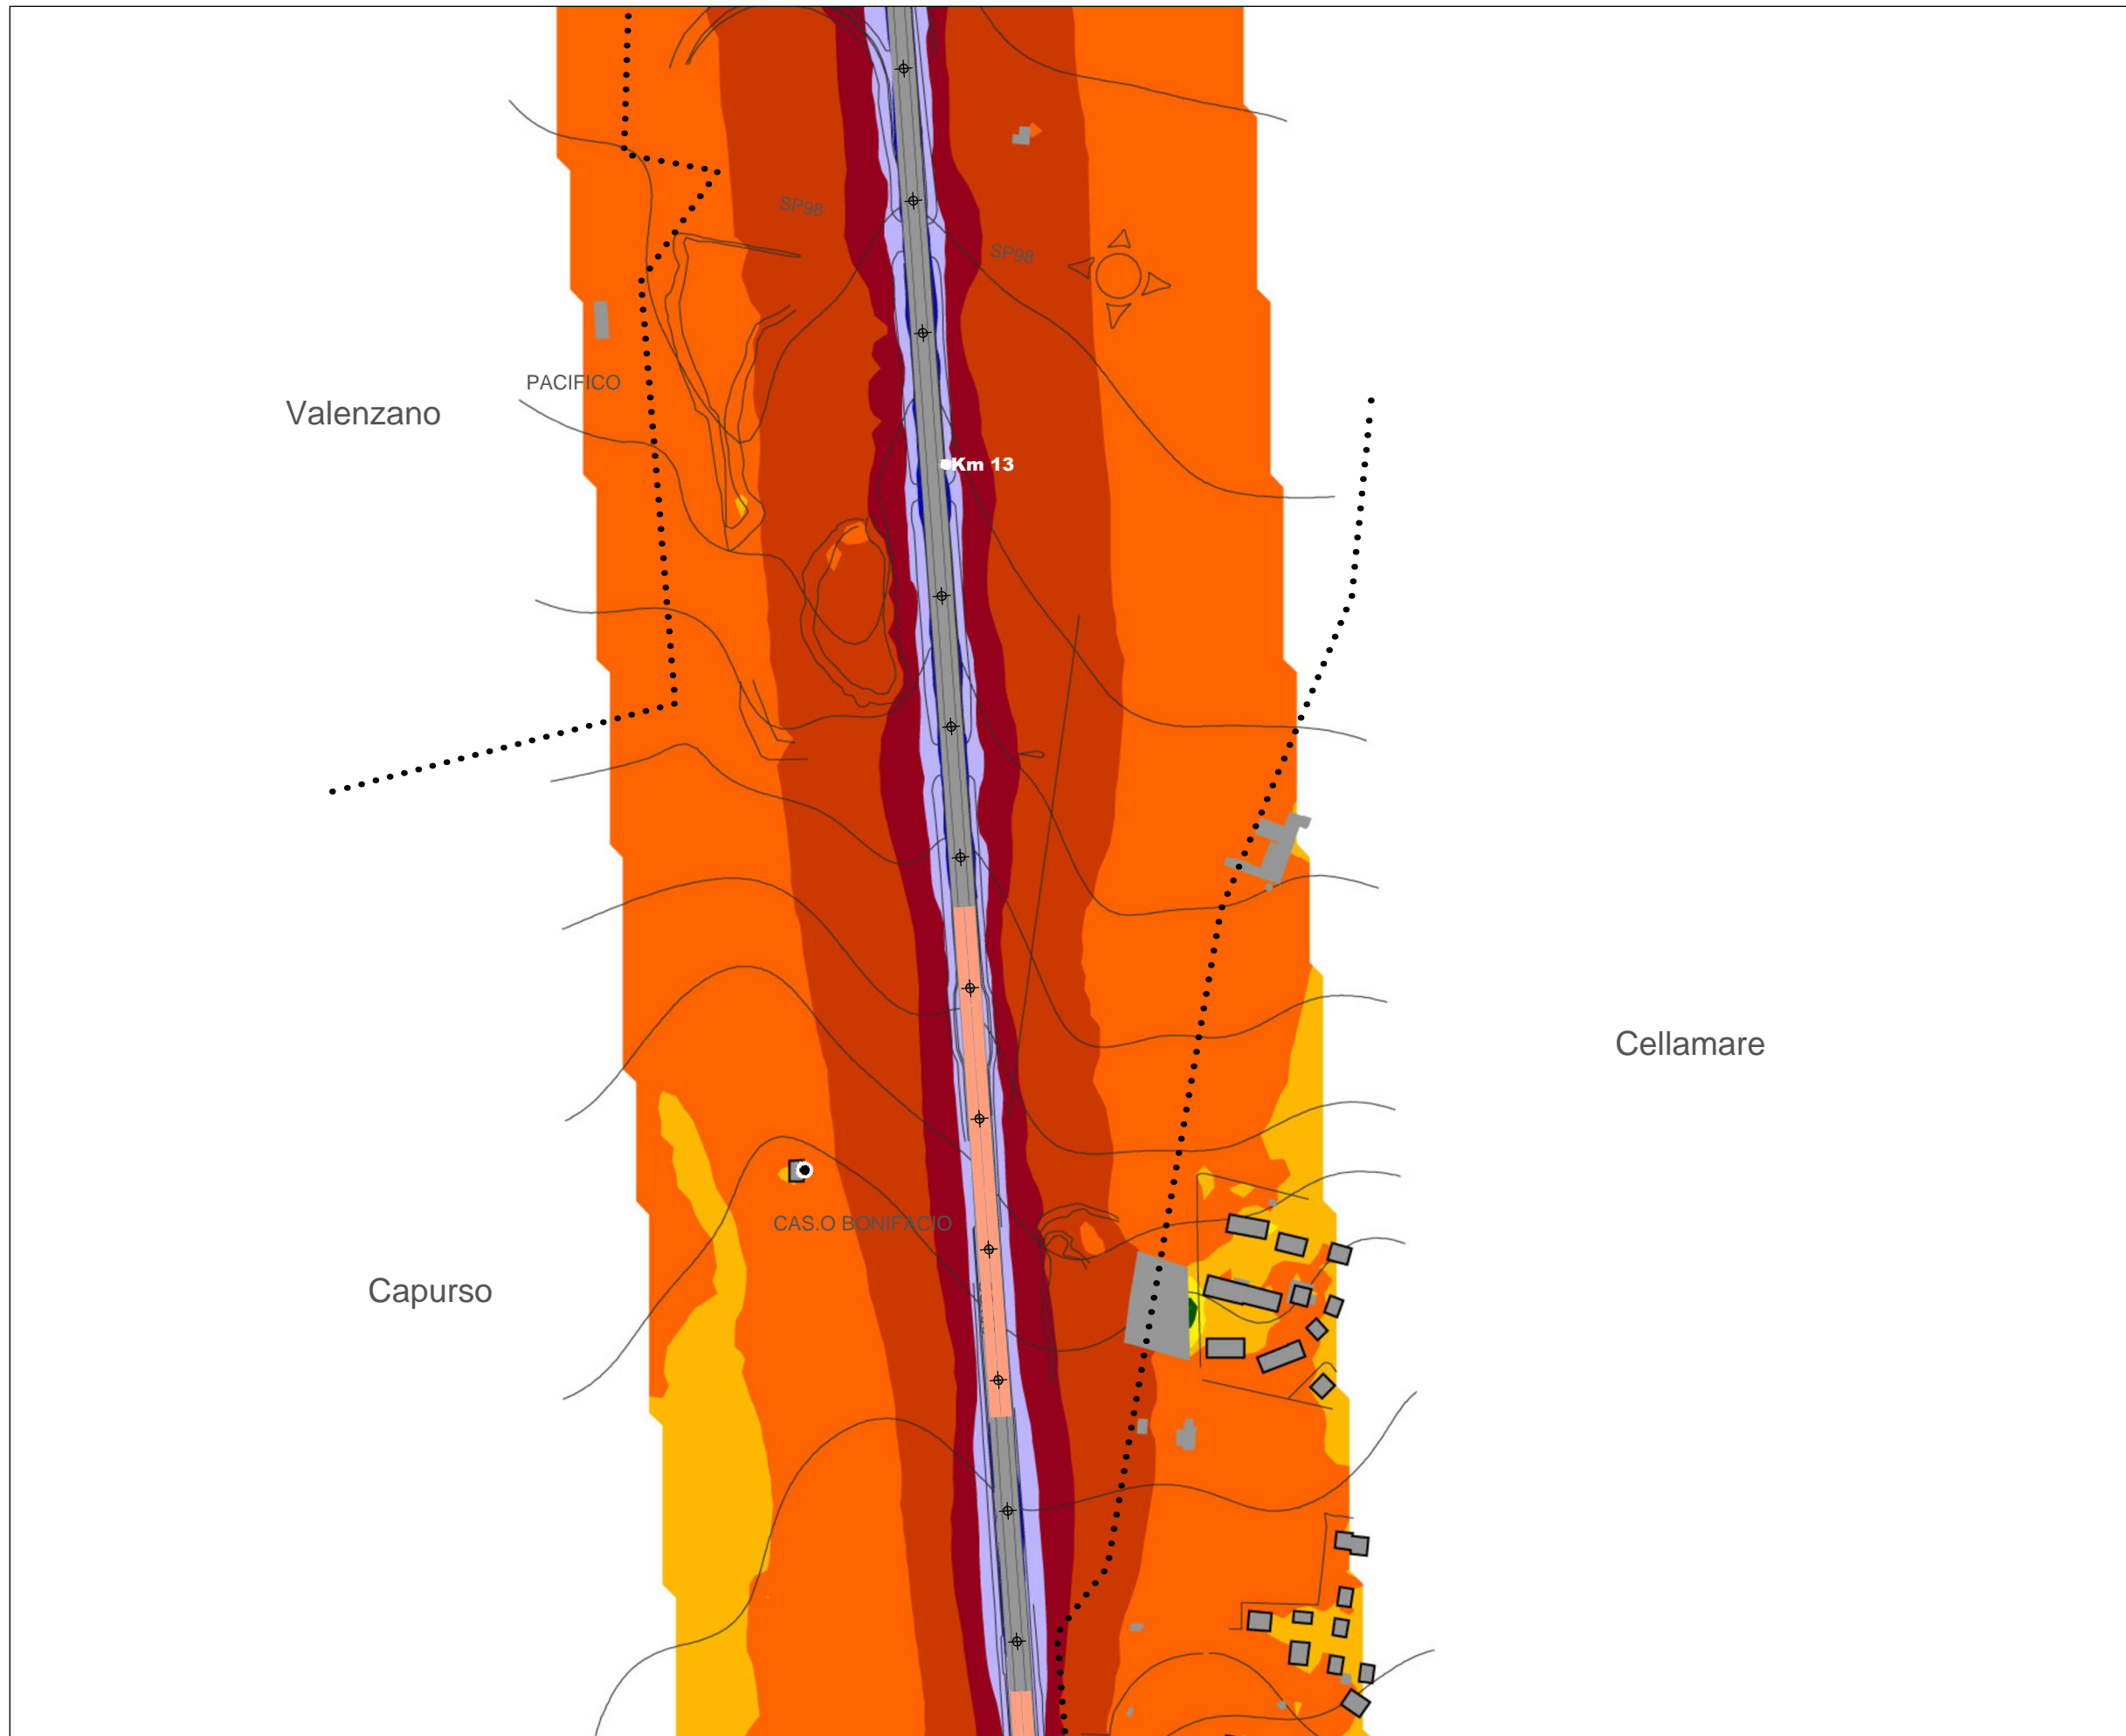 SP98
SP98
PACIFICO
Valenzano
Km 13
Cellamare
CAS.O BONIFACIO
Capurso